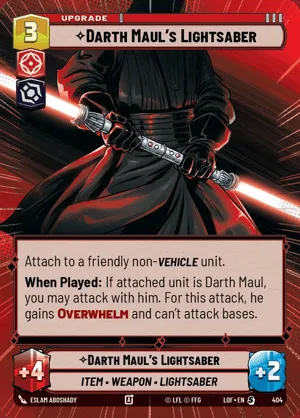 UPGRADE
3
✧DARTH MAUL'S LIGHTSABER
Attach to a friendly non-VEHICLE unit.
When Played: If attached unit is Darth Maul,
you may attack with him. For this attack, he
gains OVERWHELM and can't attack bases.
✧DARTH MAUL'S LIGHTSABER
+4
ITEM • WEAPON • LIGHTSABER
+2
ESLAM ABOSHADY
© LFL © FFG
LOF • EN
404